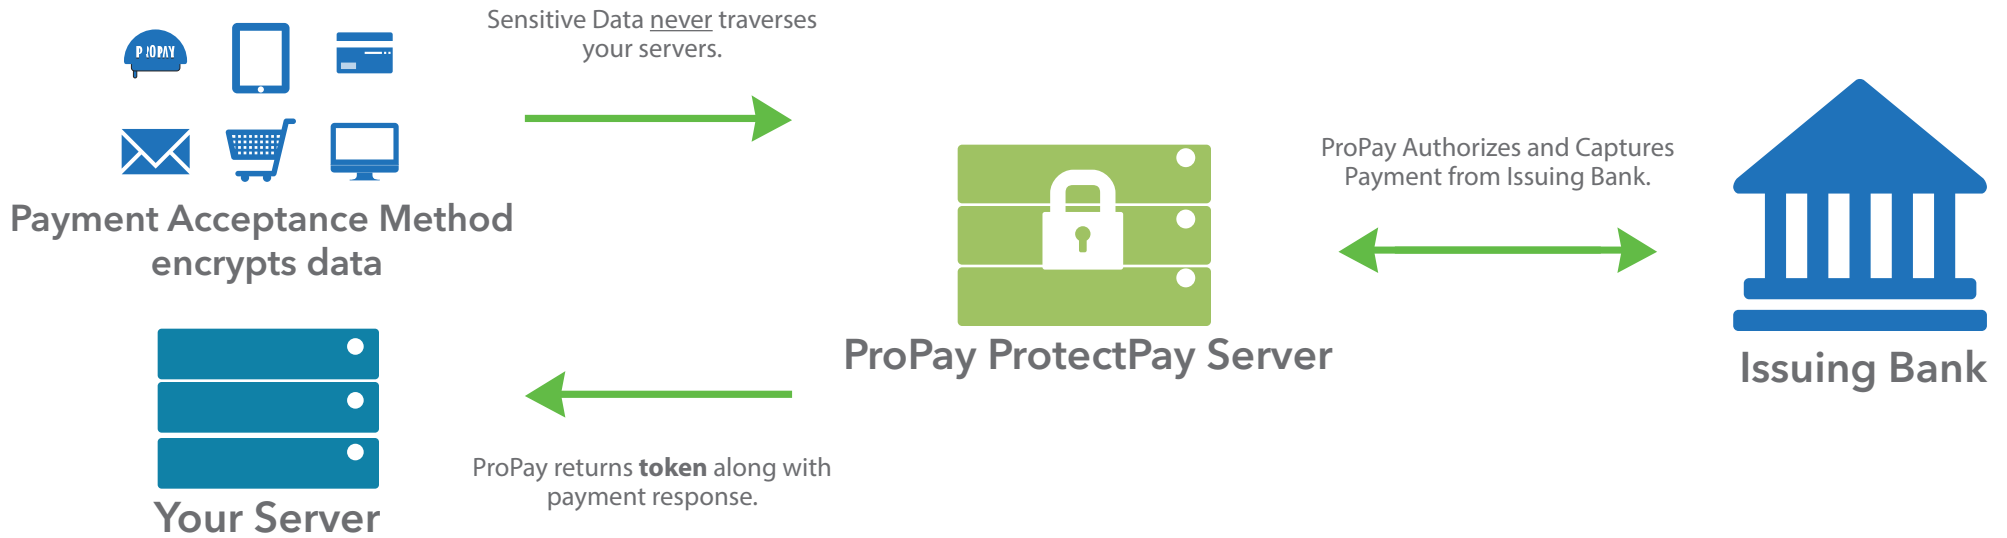 PROPAY
Sensitive Data never traverses
your servers.
Payment Acceptance Method
encrypts data
ProPay Authorizes and Captures
Payment from Issuing Bank.
ProPay ProtectPay Server
Issuing Bank
ProPay returns token along with
payment response.
Your Server